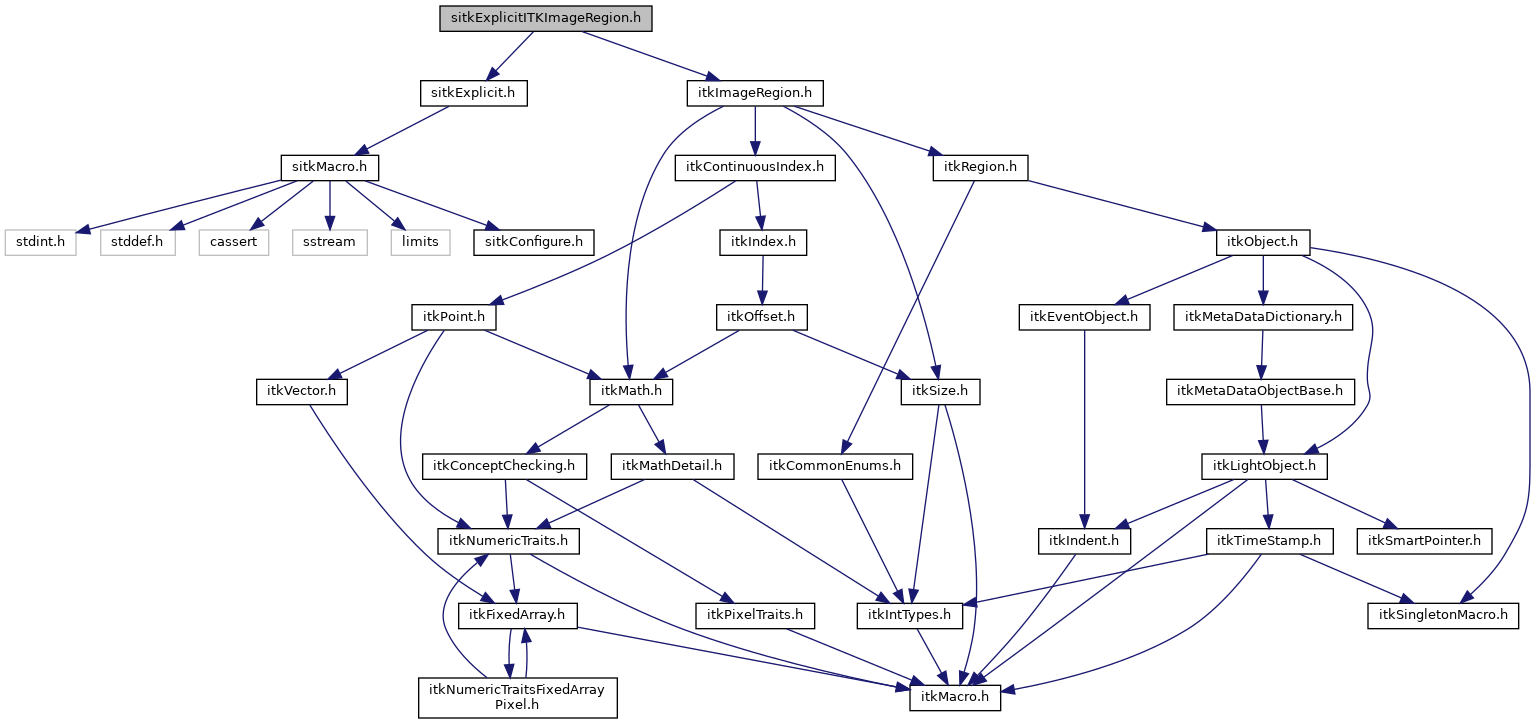 sitkExplicitITKImageRegion.h
sitkExplicit.h
itkImageRegion.h
sitkMacro.h
itkContinuousIndex.h
itkRegion.h
stdint.h
stddef.h
cassert
sstream
limits
sitkConfigure.h
itkIndex.h
itkObject.h
itkPoint.h
itkOffset.h
itkEventObject.h
itkMetaDataDictionary.h
itkVector.h
itkMath.h
itkSize.h
itkMetaDataObjectBase.h
itkConceptChecking.h
itkMathDetail.h
itkCommonEnums.h
itkLightObject.h
itkNumericTraits.h
itkIndent.h
itkTimeStamp.h
itkSmartPointer.h
itkFixedArray.h
itkPixelTraits.h
itkIntTypes.h
itkSingletonMacro.h
itkNumericTraitsFixedArray
Pixel.h
itkMacro.h